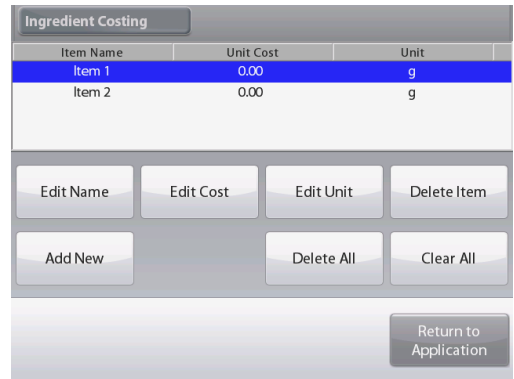 Ingredient Costing
Item Name Unit Cost Unit
Item 1 0.00 g
Item 2 0.00 g
Edit Name Edit Cost Edit Unit Delete Item
Add New Delete All Clear All
Return to
Application